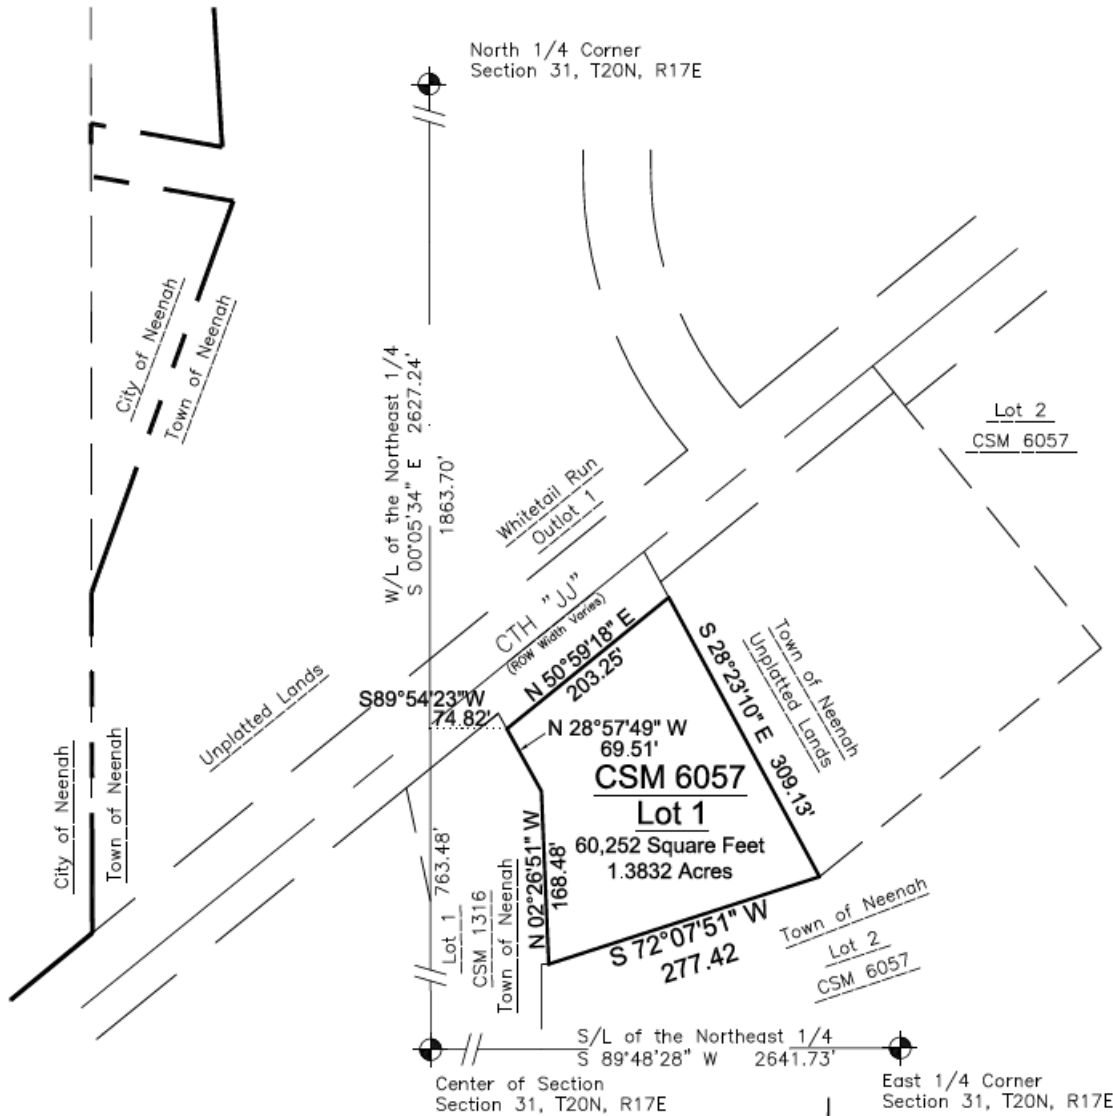 North 1/4 Corner
Section 31, T20N, R17E
City of Neenah
Town of Neenah
W/L of the Northeast 1/4
S 00°05'34" E 2627.24'
1863.70'
Lot 2
CSM 6057
Whitetail Run
Outlot 1
CTH "JJ"
(ROW Width Varies)
N 50°59'18" E
203.25'
S 28°23'10" E 309.13'
Town of Neenah
Unplatted Lands
Unplatted Lands
S89°54'23"W
74.82'
N 28°57'49" W
69.51'
CSM 6057
Lot 1
60,252 Square Feet
1.3832 Acres
City of Neenah
Town of Neenah
763.48'
Lot 1
CSM 1316
Town of Neenah
N 02°26'51" W
168.48'
S 72°07'51" W
277.42
Town of Neenah
Lot 2
CSM 6057
S/L of the Northeast 1/4
S 89°48'28" W 2641.73'
Center of Section
Section 31, T20N, R17E
East 1/4 Corner
Section 31, T20N, R17E